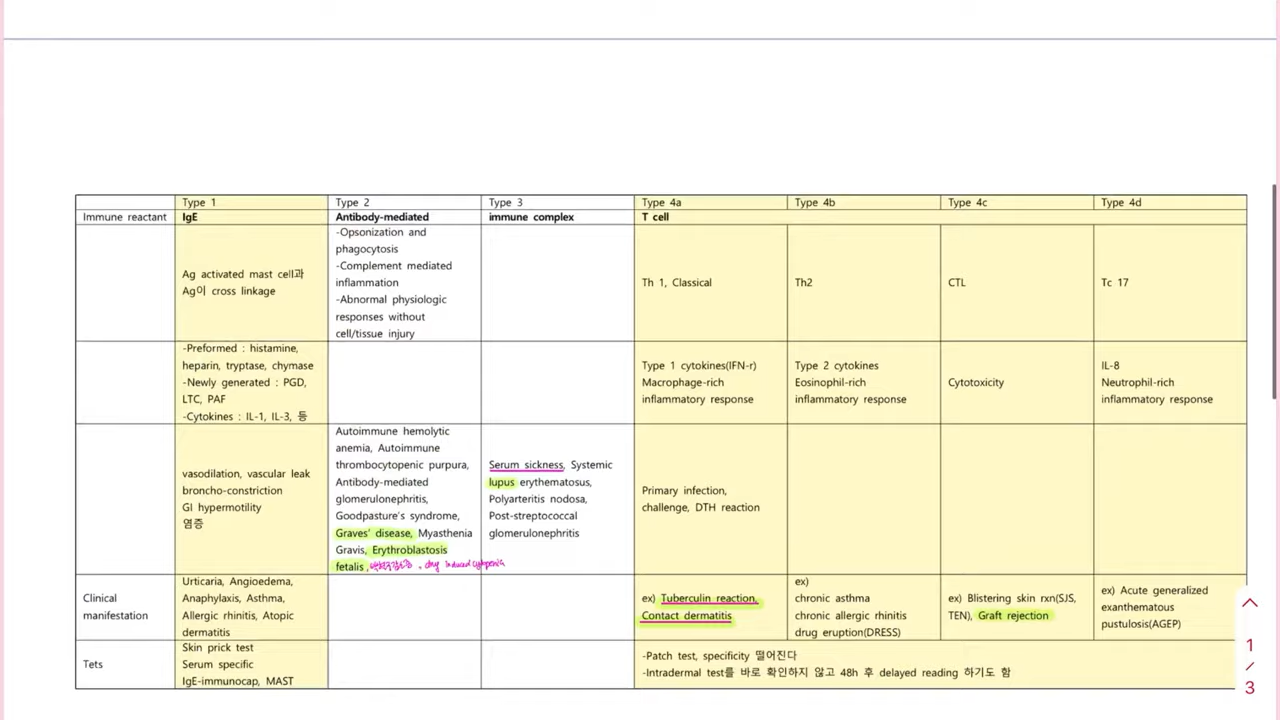 Type 1 Type 2 Type 3 Type 4a Type 4b Type 4c Type 4d
Immune reactant IgE Antibody-mediated immune complex T cell
Ag activated mast cell과
Ag이 cross linkage
-Opsonization and
phagocytosis
-Complement mediated
inflammation
-Abnormal physiologic
responses without
cell/tissue injury
Th 1, Classical
Th2
CTL
Tc 17
-Preformed : histamine,
heparin, tryptase, chymase
-Newly generated : PGD,
LTC, PAF
-Cytokines : IL-1, IL-3, 등
Type 1 cytokines(IFN-r)
Macrophage-rich
inflammatory response
Type 2 cytokines
Eosinophil-rich
inflammatory response
Cytotoxicity
IL-8
Neutrophil-rich
inflammatory response
vasodilation, vascular leak
broncho-constriction
GI hypermotility
염증
Autoimmune hemolytic
anemia, Autoimmune
thrombocytopenic purpura,
Antibody-mediated
glomerulonephritis,
Goodpasture's syndrome,
Graves' disease, Myasthenia
Gravis, Erythroblastosis
fetalis, drug induced cytopenia
Serum sickness, Systemic
lupus erythematosus,
Polyarteritis nodosa,
Post-streptococcal
glomerulonephritis
Primary infection,
challenge, DTH reaction
Clinical
manifestation
Urticaria, Angioedema,
Anaphylaxis, Asthma,
Allergic rhinitis, Atopic
dermatitis
ex) Tuberculin reaction,
Contact dermatitis
ex)
chronic asthma
chronic allergic rhinitis
drug eruption(DRESS)
ex) Blistering skin rxn(SJS,
TEN), Graft rejection
ex) Acute generalized
exanthematous
pustulosis(AGEP)
Tets
Skin prick test
Serum specific
IgE-immunocap, MAST
-Patch test, specificity 떨어진다
-Intradermal test를 바로 확인하지 않고 48h 후 delayed reading 하기도 함
1
/
3